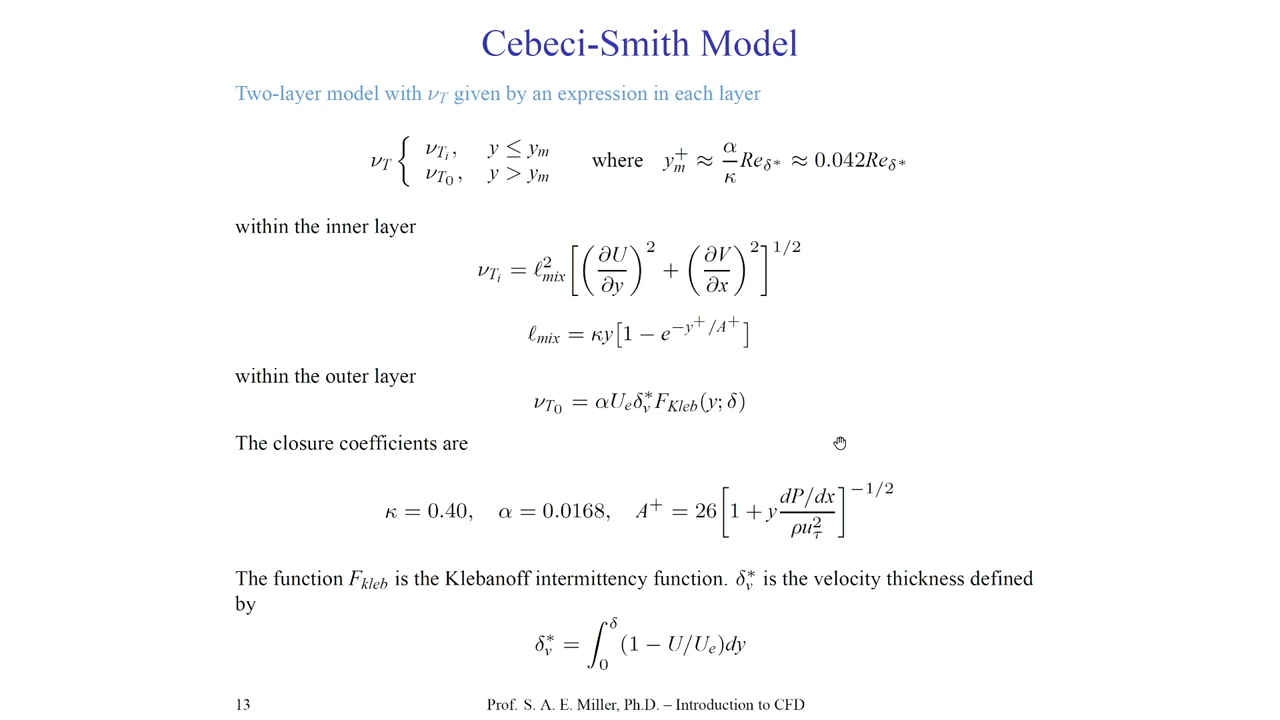 Cebeci-Smith Model
Two-layer model with ν_T given by an expression in each layer
ν_T { ν_{T_i}, y ≤ y_m
ν_{T_0}, y > y_m where y_m^+ ≈ α/κ Re_{δ*} ≈ 0.042Re_{δ*}
within the inner layer
ν_{T_i} = ℓ_{mix}^2 [ (∂U/∂y)^2 + (∂V/∂x)^2 ]^{1/2}
ℓ_{mix} = κy[1 − e^{−y^+/A^+}]
within the outer layer
ν_{T_0} = αU_eδ_v^*F_{Kleb}(y; δ)
The closure coefficients are
κ = 0.40, α = 0.0168, A^+ = 26 [1 + y (dP/dx)/(ρu_τ^2)]^{−1/2}
The function F_{kleb} is the Klebanoff intermittency function. δ_v^* is the velocity thickness defined
by
δ_v^* = ∫_0^δ (1 − U/U_e)dy
13 Prof. S. A. E. Miller, Ph.D. – Introduction to CFD